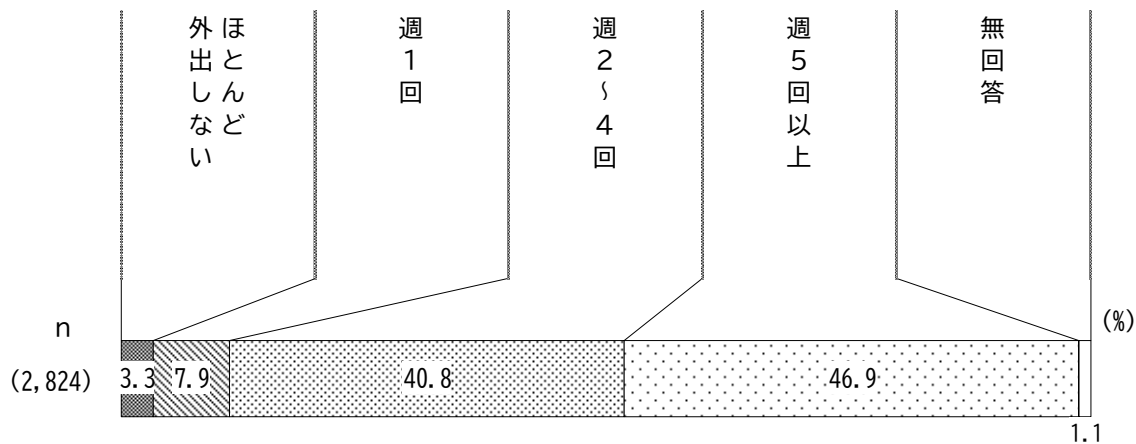 ほとんど
外出しない
週1回
週2～4回
週5回以上
無回答
(%)
n
(2,824)
3.3
7.9
40.8
46.9
1.1